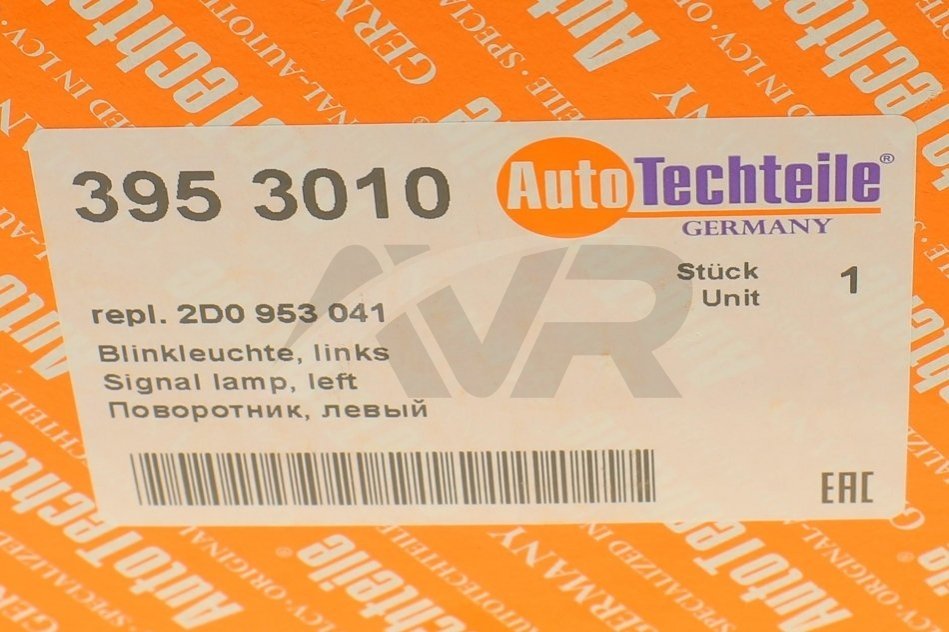 395 3010
AutoTechteile®
GERMANY
Stück 1
Unit
repl. 2D0 953 041
Blinkleuchte, links
Signal lamp, left
Поворотник, левый
EAC
AVR